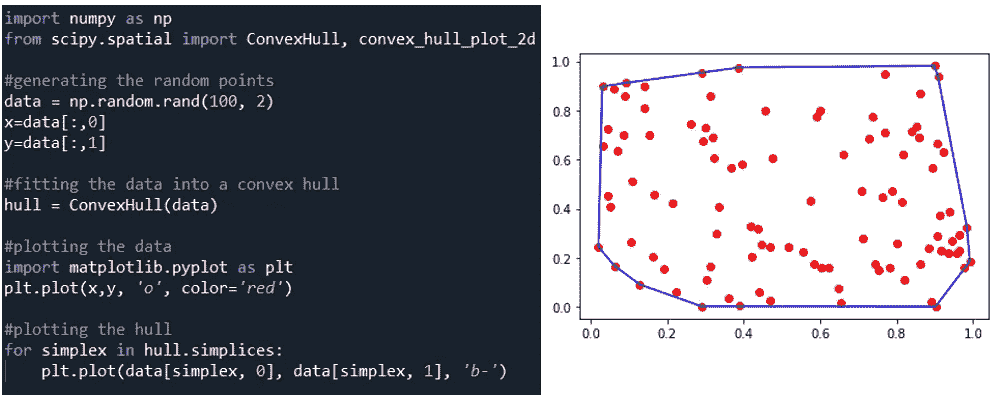 import numpy as np
from scipy.spatial import ConvexHull, convex_hull_plot_2d
#generating the random points
data = np.random.rand(100, 2)
x=data[:,0]
y=data[:,1]
#fitting the data into a convex hull
hull = ConvexHull(data)
#plotting the data
import matplotlib.pyplot as plt
plt.plot(x,y, 'o', color='red')
#plotting the hull
for simplex in hull.simplices:
    plt.plot(data[simplex, 0], data[simplex, 1], 'b-')
1.0
0.8
0.6
0.4
0.2
0.0
0.0 0.2 0.4 0.6 0.8 1.0